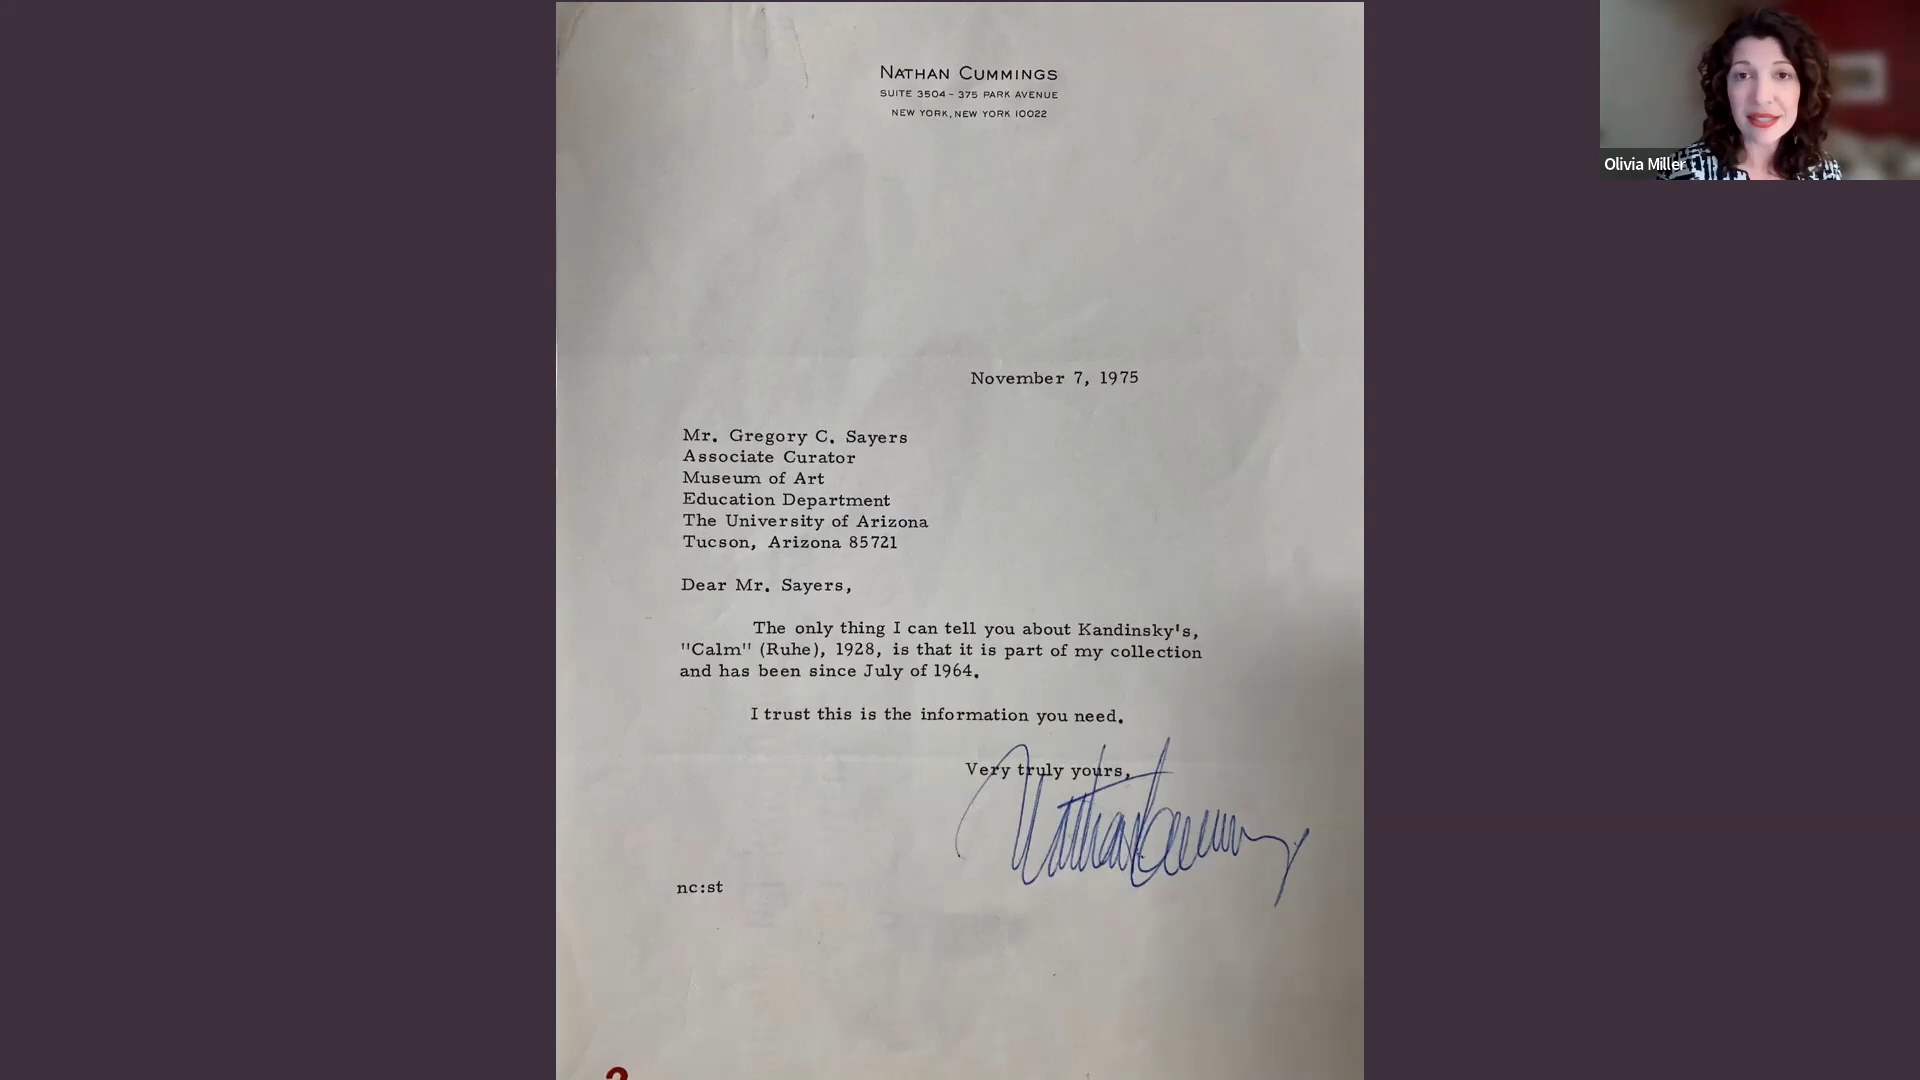 NATHAN CUMMINGS
SUITE 3504 - 375 PARK AVENUE
NEW YORK, NEW YORK 10022
November 7, 1975
Mr. Gregory C. Sayers
Associate Curator
Museum of Art
Education Department
The University of Arizona
Tucson, Arizona 85721
Dear Mr. Sayers,
The only thing I can tell you about Kandinsky's,
"Calm" (Ruhe), 1928, is that it is part of my collection
and has been since July of 1964.
I trust this is the information you need.
Very truly yours,
Nathan Cummings
nc:st
Olivia Miller